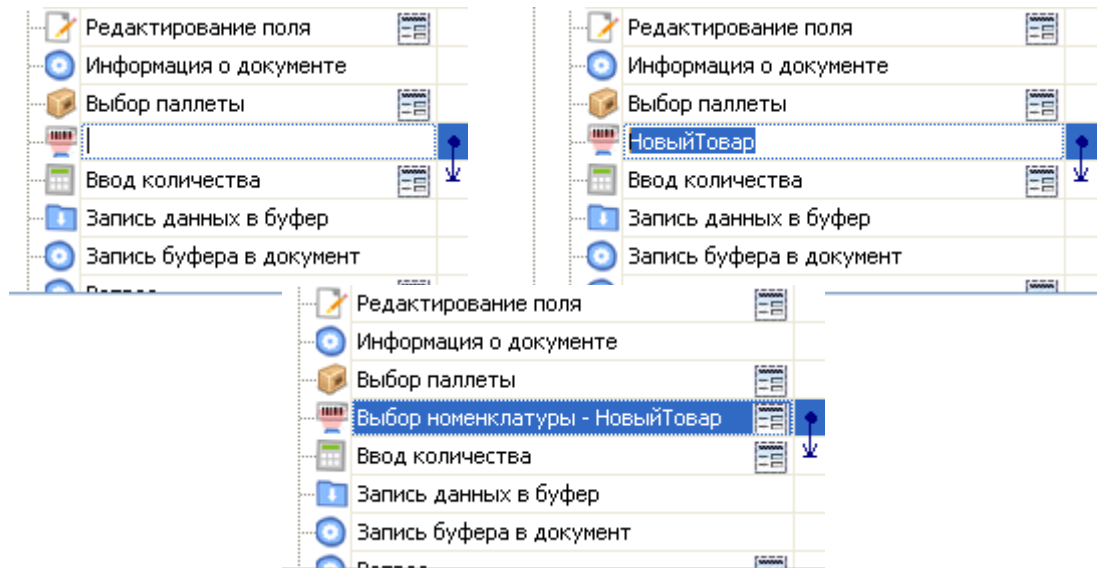 Редактирование поля
Информация о документе
Выбор паллеты
Ввод количества
Запись данных в буфер
Запись буфера в документ
Редактирование поля
Информация о документе
Выбор паллеты
НовыйТовар
Ввод количества
Запись данных в буфер
Запись буфера в документ
Редактирование поля
Информация о документе
Выбор паллеты
Выбор номенклатуры - НовыйТовар
Ввод количества
Запись данных в буфер
Запись буфера в документ